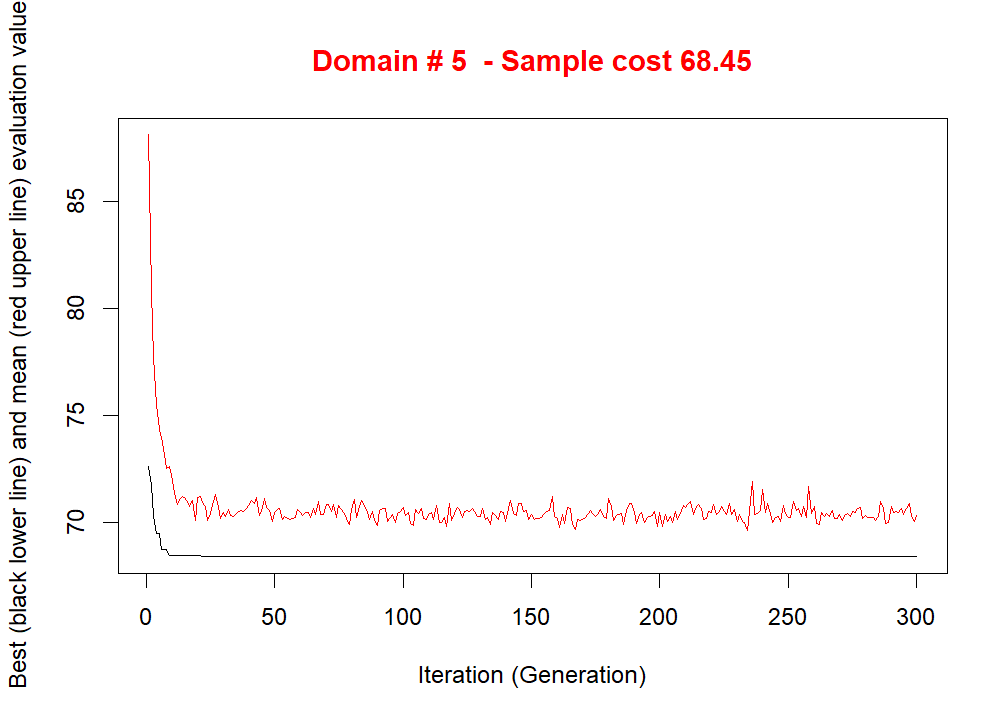 Domain # 5  - Sample cost 68.45
Best (black lower line) and mean (red upper line) evaluation value
85
80
75
70
0 50 100 150 200 250 300
Iteration (Generation)